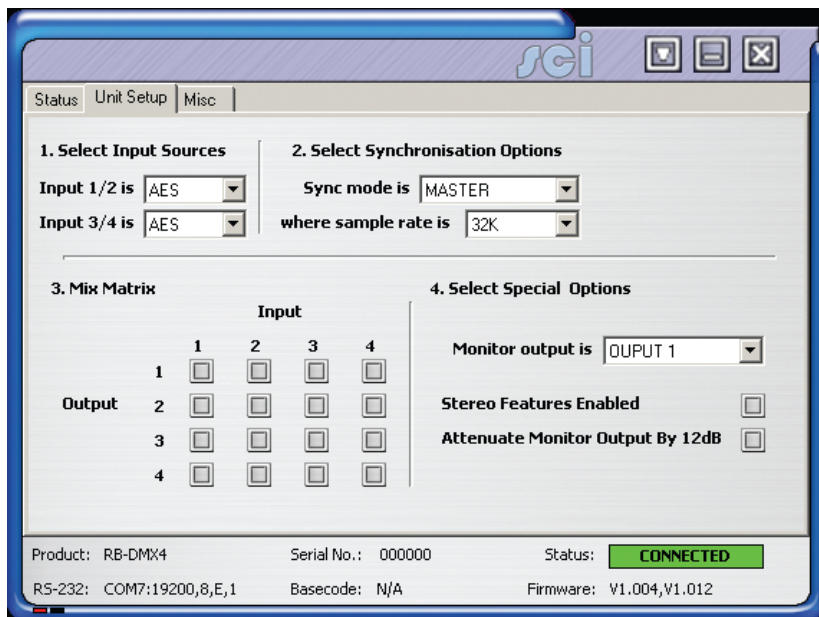 sci
Status Unit Setup Misc
1. Select Input Sources
Input 1/2 is AES
Input 3/4 is AES
2. Select Synchronisation Options
Sync mode is MASTER
where sample rate is 32K
3. Mix Matrix
Input
1 2 3 4
1
Output 2
3
4
4. Select Special Options
Monitor output is OUPUT 1
Stereo Features Enabled
Attenuate Monitor Output By 12dB
Product: RB-DMX4 Serial No.: 000000 Status: CONNECTED
RS-232: COM7:19200,8,E,1 Basecode: N/A Firmware: V1.004,V1.012